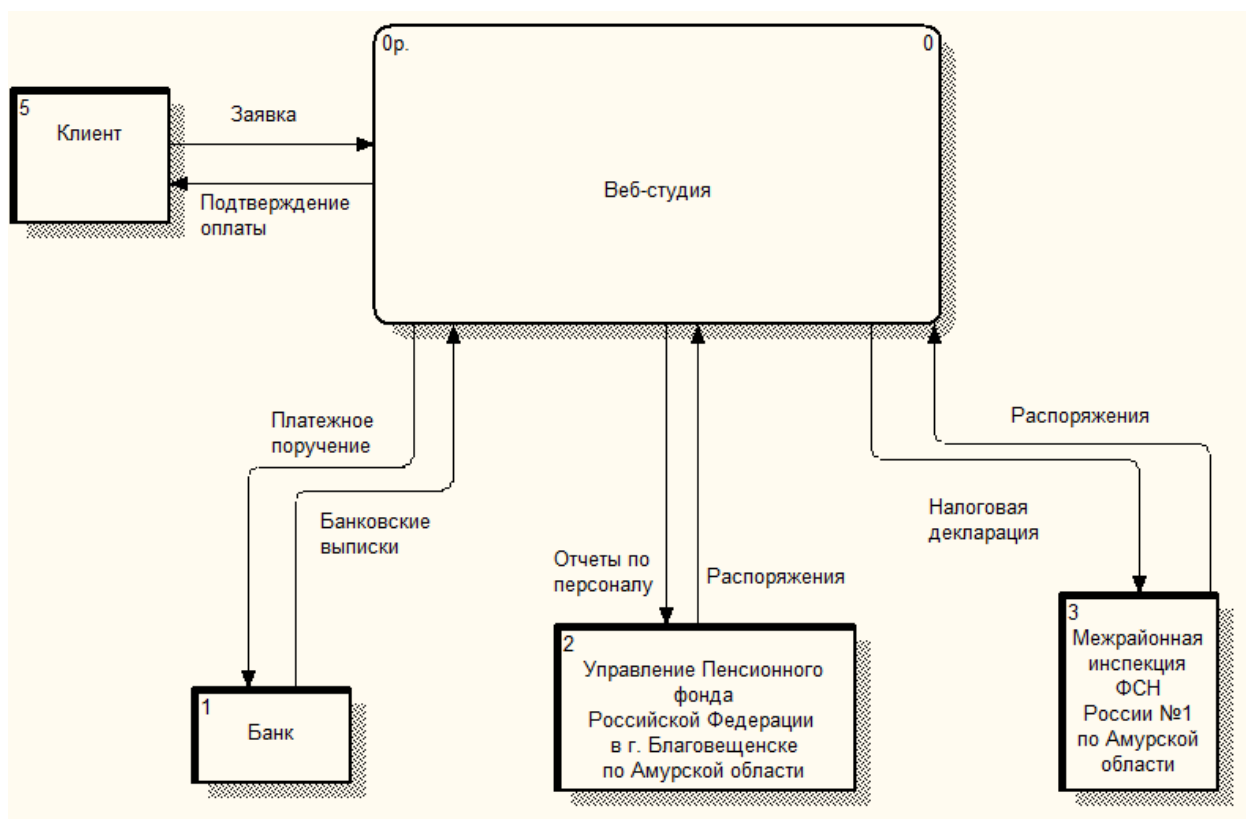 0р.
0
5
Клиент
Заявка
Подтверждение
оплаты
Веб-студия
Платежное
поручение
Банковские
выписки
Отчеты по
персоналу
Распоряжения
Распоряжения
Налоговая
декларация
1
Банк
2
Управление Пенсионного
фонда
Российской Федерации
в г. Благовещенске
по Амурской области
3
Межрайонная
инспекция
ФСН
России №1
по Амурской
области